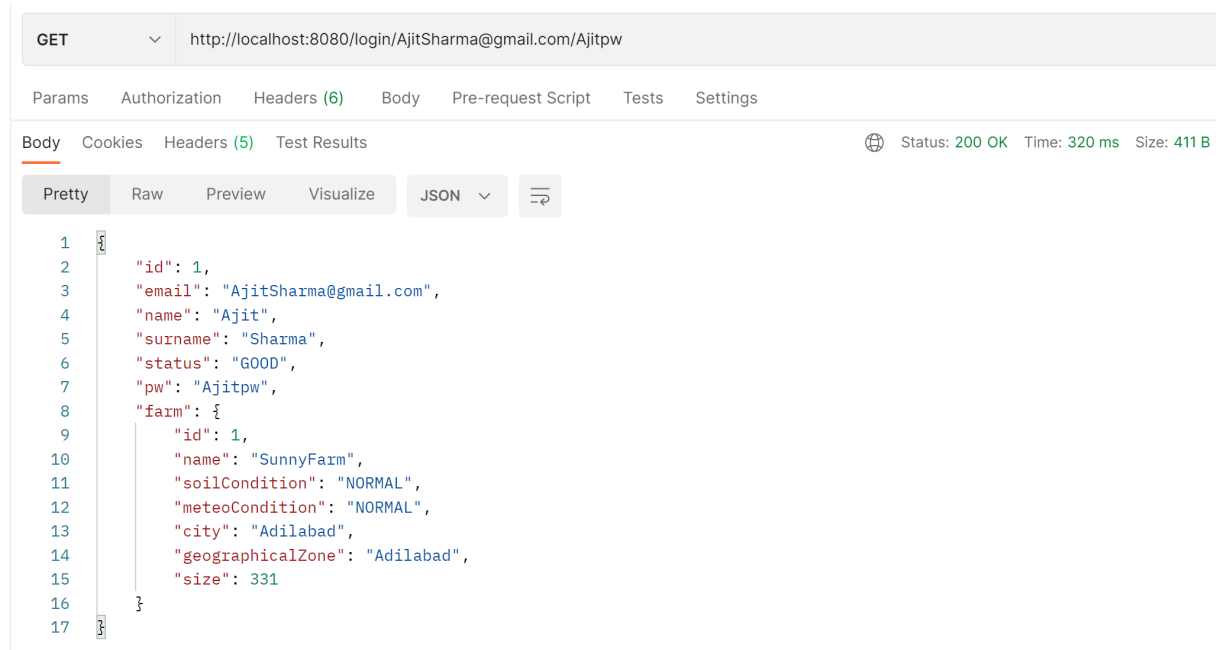 GET http://localhost:8080/login/AjitSharma@gmail.com/Ajitpw
Params Authorization Headers (6) Body Pre-request Script Tests Settings
Body Cookies Headers (5) Test Results Status: 200 OK Time: 320 ms Size: 411 B
Pretty Raw Preview Visualize JSON
1 {
2 "id": 1,
3 "email": "AjitSharma@gmail.com",
4 "name": "Ajit",
5 "surname": "Sharma",
6 "status": "GOOD",
7 "pw": "Ajitpw",
8 "farm": {
9 "id": 1,
10 "name": "SunnyFarm",
11 "soilCondition": "NORMAL",
12 "meteoCondition": "NORMAL",
13 "city": "Adilabad",
14 "geographicalZone": "Adilabad",
15 "size": 331
16 }
17 }